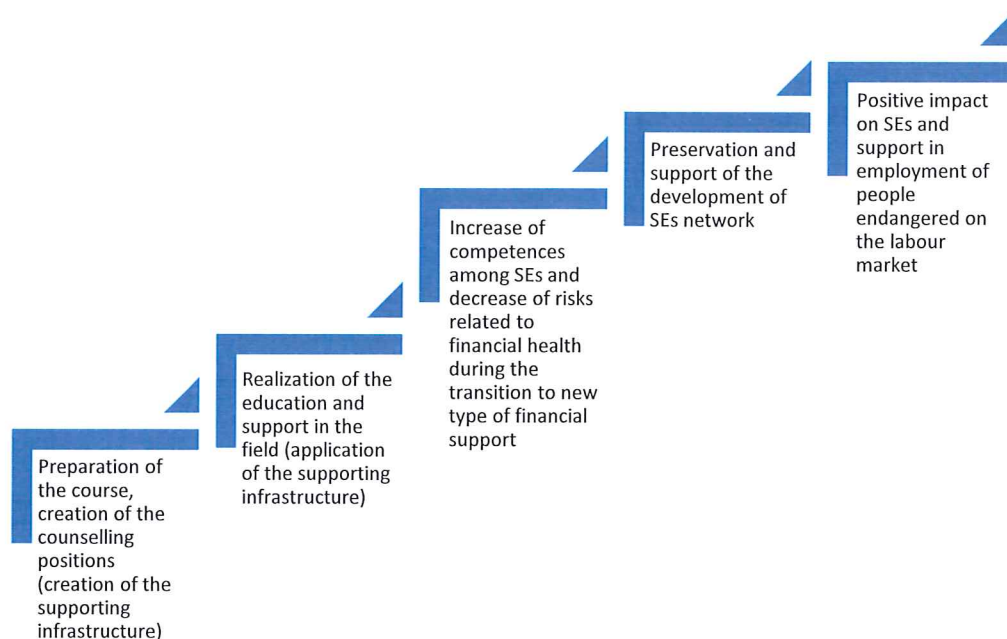 Preparation of
the course,
creation of the
counselling
positions
(creation of the
supporting
infrastructure)
Realization of the
education and
support in the
field (application
of the supporting
infrastructure)
Increase of
competences
among SEs and
decrease of risks
related to
financial health
during the
transition to new
type of financial
support
Preservation and
support of the
development of
SEs network
Positive impact
on SEs and
support in
employment of
people
endangered on
the labour
market